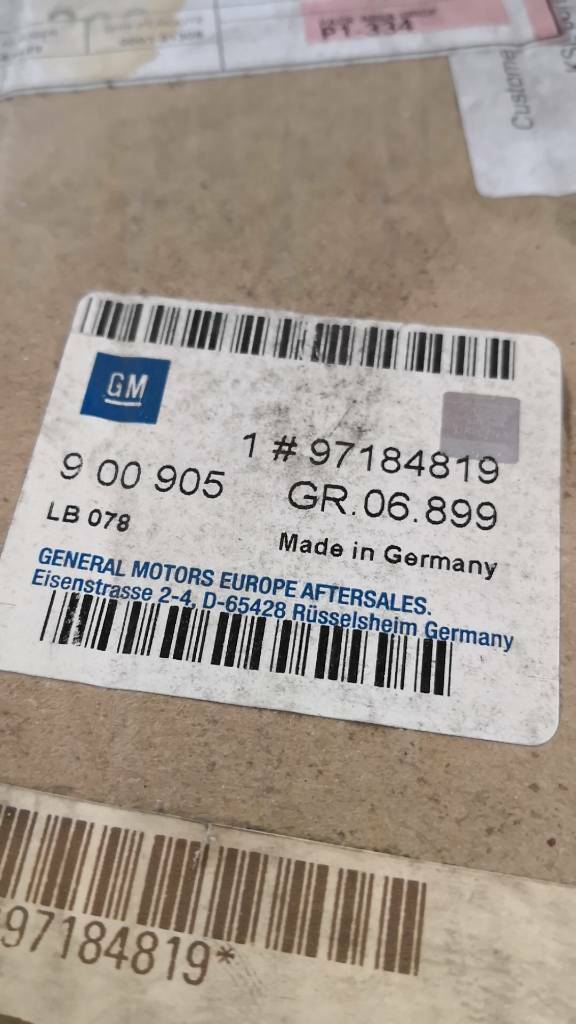 P1.334
Custome
GM
1 # 97184819
9 00 905
GR.06.899
LB 078
Made in Germany
GENERAL MOTORS EUROPE AFTERSALES.
Eisenstrasse 2-4, D-65428 Rüsselsheim Germany
97184819*